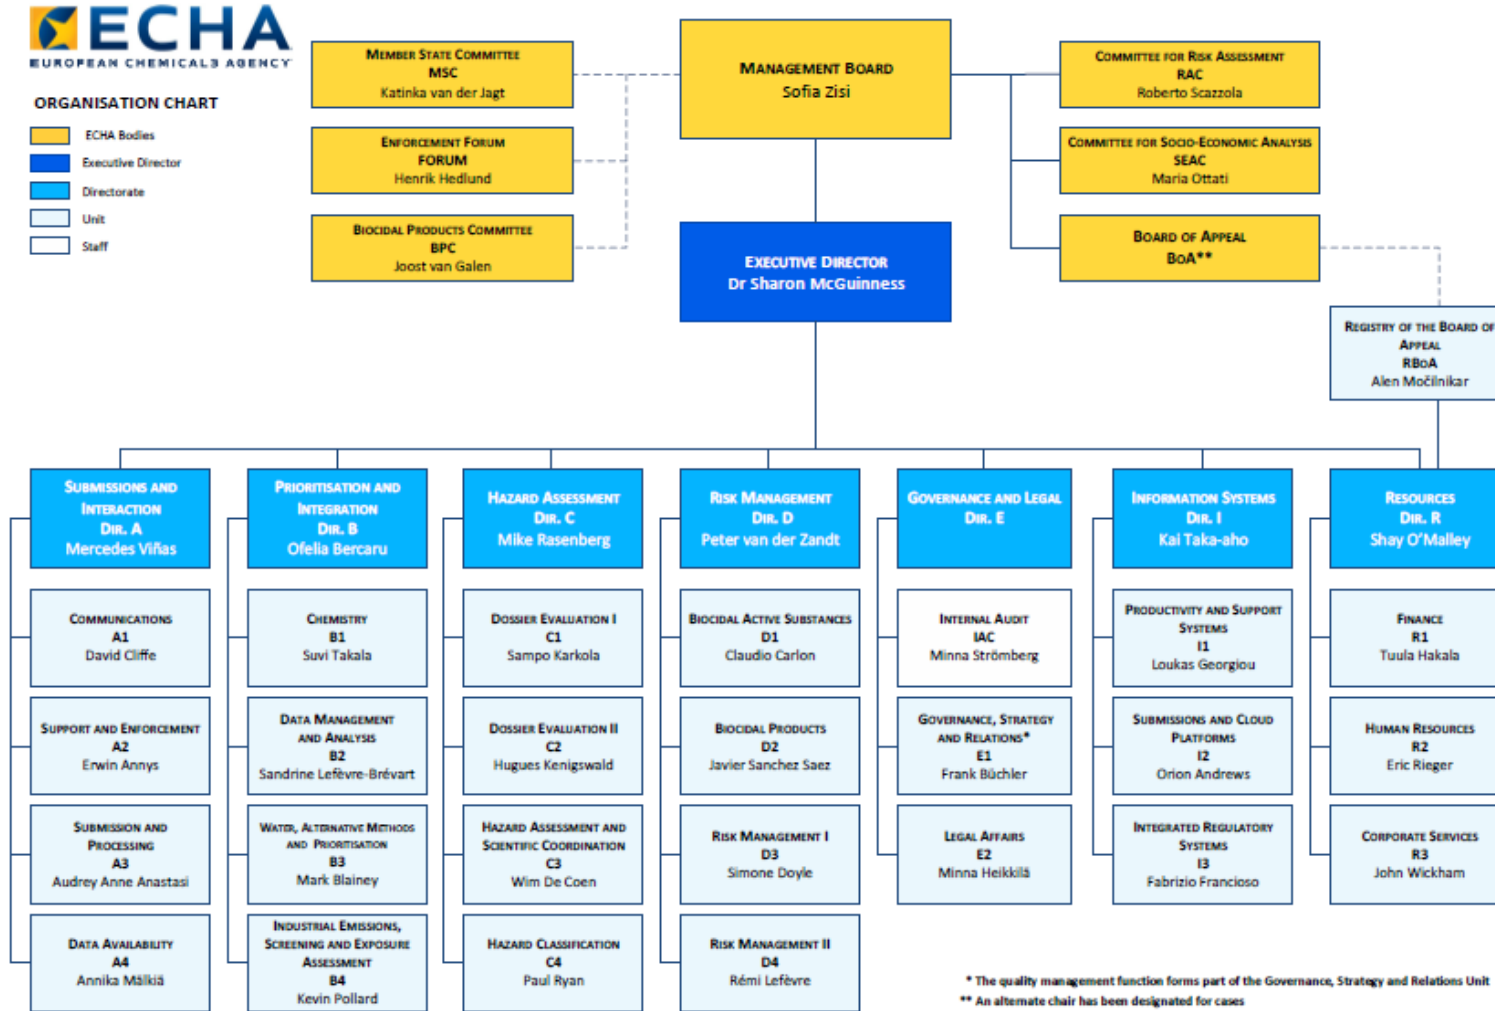 ECHA
EUROPEAN CHEMICALS AGENCY
ORGANISATION CHART
ECHA Bodies
Executive Director
Directorate
Unit
Staff
MEMBER STATE COMMITTEE
MSC
Katinka van der Jagt
ENFORCEMENT FORUM
FORUM
Henrik Hedlund
BIOCIDAL PRODUCTS COMMITTEE
BPC
Joost van Galen
MANAGEMENT BOARD
Sofia Zisi
EXECUTIVE DIRECTOR
Dr Sharon McGuinness
COMMITTEE FOR RISK ASSESSMENT
RAC
Roberto Scazzola
COMMITTEE FOR SOCIO-ECONOMIC ANALYSIS
SEAC
Maria Ottati
BOARD OF APPEAL
BOA**
REGISTRY OF THE BOARD OF
APPEAL
RBOA
Alen Močilnikar
SUBMISSIONS AND
INTERACTION
DIR. A
Mercedes Viñas
COMMUNICATIONS
A1
David Cliffe
SUPPORT AND ENFORCEMENT
A2
Erwin Annys
SUBMISSION AND
PROCESSING
A3
Audrey Anne Anastasi
DATA AVAILABILITY
A4
Annika Mälkiä
PRIORITISATION AND
INTEGRATION
DIR. B
Ofelia Bercaru
CHEMISTRY
B1
Suvi Takala
DATA MANAGEMENT
AND ANALYSIS
B2
Sandrine Lefèvre-Brévart
WATER, ALTERNATIVE METHODS
AND PRIORITISATION
B3
Mark Blainey
INDUSTRIAL EMISSIONS,
SCREENING AND EXPOSURE
ASSESSMENT
B4
Kevin Pollard
HAZARD ASSESSMENT
DIR. C
Mike Rasenberg
DOSSIER EVALUATION I
C1
Sampo Karkola
DOSSIER EVALUATION II
C2
Hugues Kenigswald
HAZARD ASSESSMENT AND
SCIENTIFIC COORDINATION
C3
Wim De Coen
HAZARD CLASSIFICATION
C4
Paul Ryan
RISK MANAGEMENT
DIR. D
Peter van der Zandt
BIOCIDAL ACTIVE SUBSTANCES
D1
Claudio Carlon
BIOCIDAL PRODUCTS
D2
Javier Sanchez Saez
RISK MANAGEMENT I
D3
Simone Doyle
RISK MANAGEMENT II
D4
Rémi Lefèvre
GOVERNANCE AND LEGAL
DIR. E
INTERNAL AUDIT
IAC
Minna Strömberg
GOVERNANCE, STRATEGY
AND RELATIONS*
E1
Frank Büchler
LEGAL AFFAIRS
E2
Minna Heikkilä
INFORMATION SYSTEMS
DIR. I
Kai Taka-aho
PRODUCTIVITY AND SUPPORT
SYSTEMS
I1
Loukas Georgiou
SUBMISSIONS AND CLOUD
PLATFORMS
I2
Orion Andrews
INTEGRATED REGULATORY
SYSTEMS
I3
Fabrizio Francioso
RESOURCES
DIR. R
Shay O'Malley
FINANCE
R1
Tuula Hakala
HUMAN RESOURCES
R2
Eric Rieger
CORPORATE SERVICES
R3
John Wickham
* The quality management function forms part of the Governance, Strategy and Relations Unit
** An alternate chair has been designated for cases